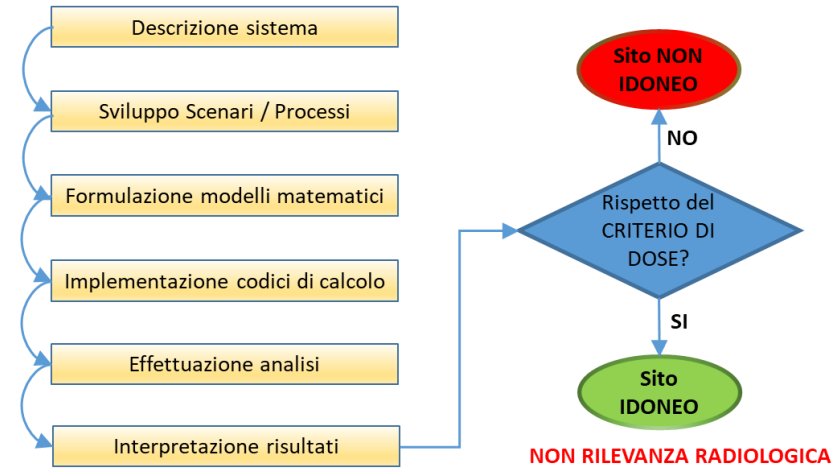 Descrizione sistema
Sviluppo Scenari / Processi
Formulazione modelli matematici
Implementazione codici di calcolo
Effettuazione analisi
Interpretazione risultati
Sito NON
IDONEO
NO
Rispetto del
CRITERIO DI
DOSE?
SI
Sito
IDONEO
NON RILEVANZA RADIOLOGICA